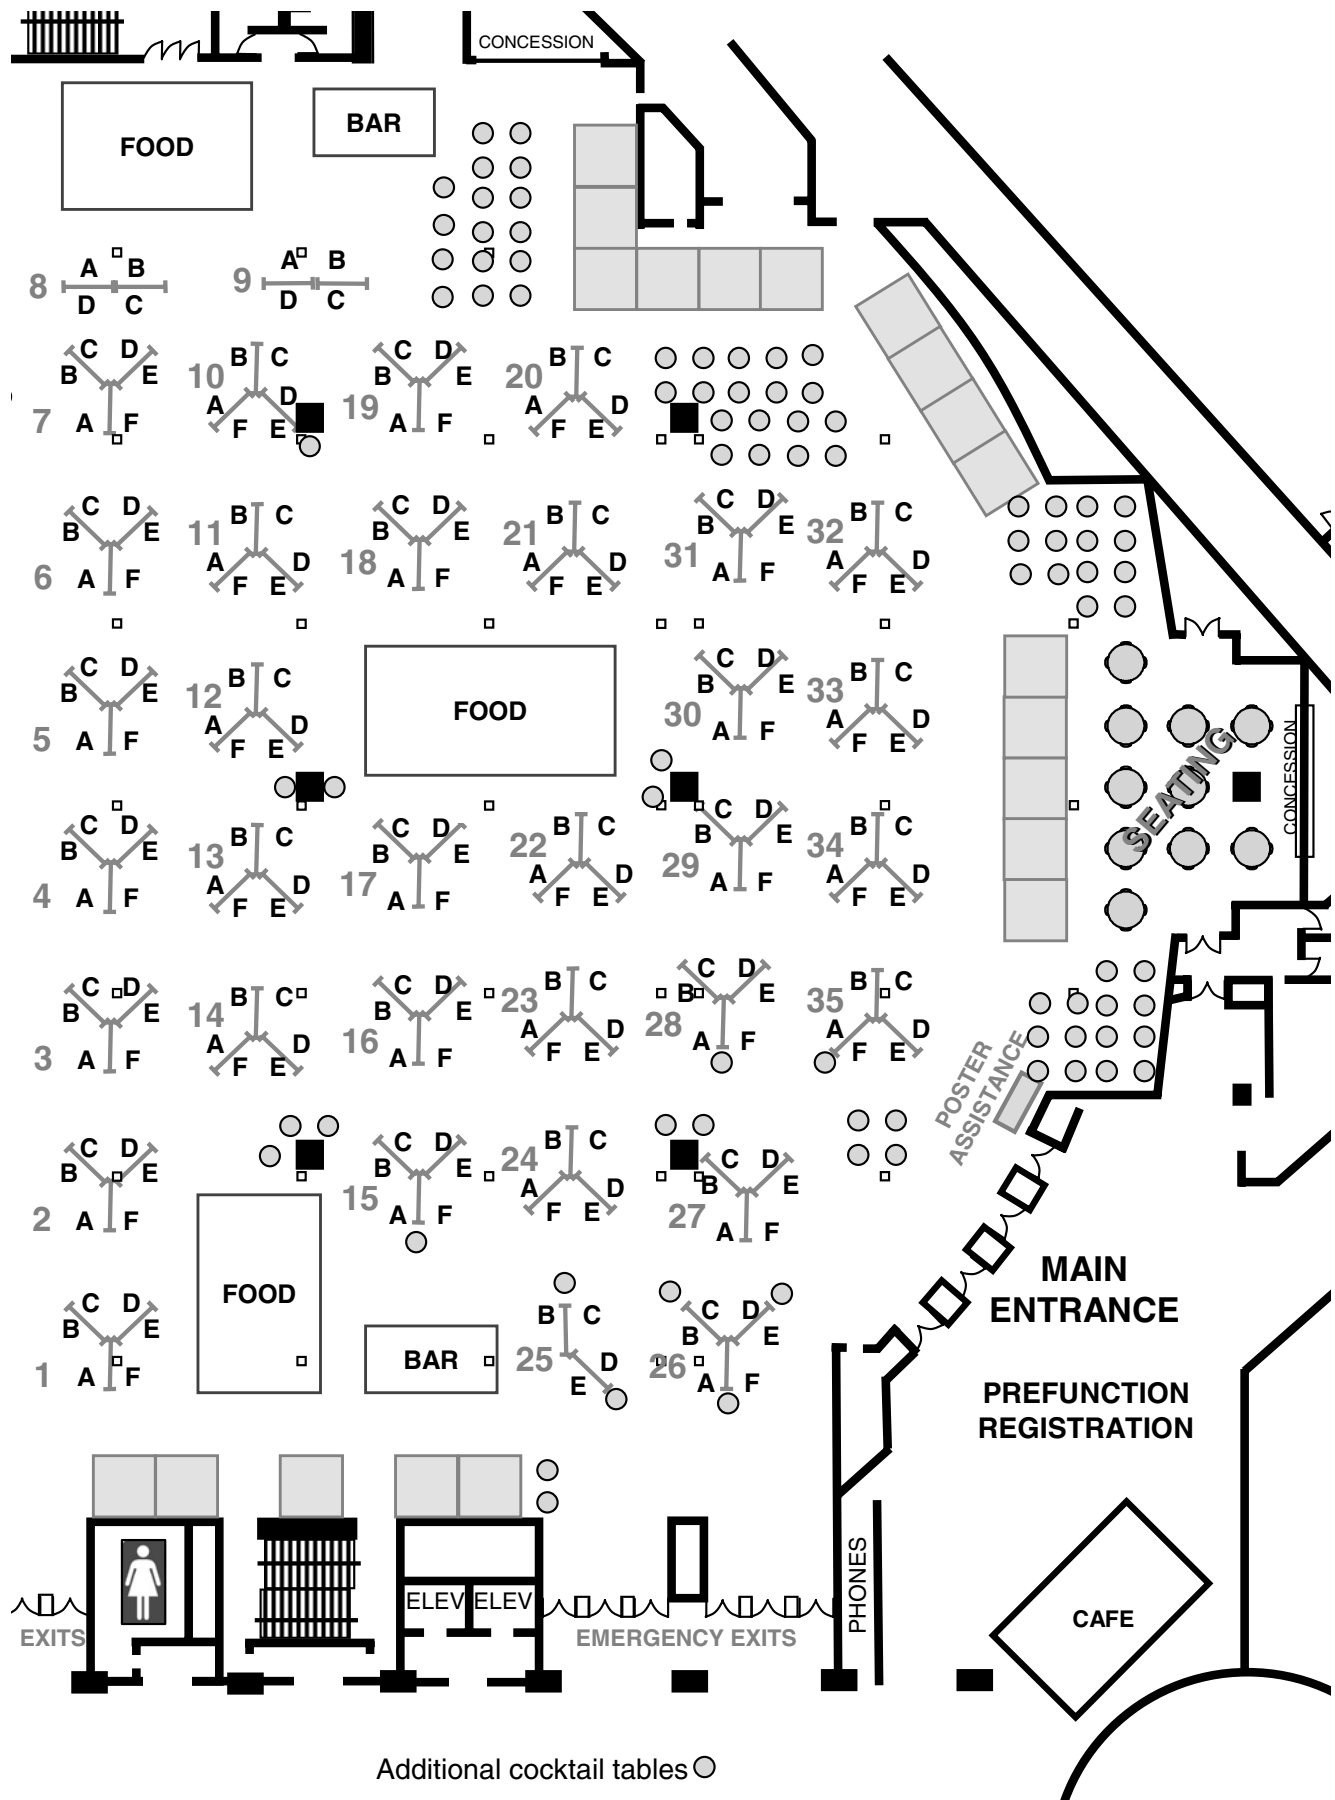 CONCESSION
FOOD
BAR
A B
8
D C
A B
9
D C
C D
B E
7 A F
B C
10
A D
F E
C D
B E
19 A F
B C
20
A D
F E
C D
B E
6 A F
B C
11
A D
F E
C D
B E
18 A F
B C
21
A D
F E
C D
B E
31 A F
B C
32
A D
F E
C D
B E
5 A F
B C
12
A D
F E
FOOD
C D
B E
30 A F
B C
33
A D
F E
SEATING
CONCESSION
C D
B E
4 A F
B C
13
A D
F E
C D
B E
17 A F
B C
22
A D
F E
C D
B E
29 A F
B C
34
A D
F E
C D
B E
3 A F
B C
14
A D
F E
C D
B E
16 A F
B C
23
A D
F E
C D
B E
28 A F
B C
35
A D
F E
POSTER
ASSISTANCE
C D
B E
2 A F
C D
B E
15 A F
B C
24
A D
F E
C D
B E
27 A F
FOOD
MAIN
ENTRANCE
C D
B E
1 A F
BAR
B C
25 D
E
C D
B E
26 A F
PREFUNCTION
REGISTRATION
EXITS
ELEV ELEV
EMERGENCY EXITS
PHONES
CAFE
Additional cocktail tables